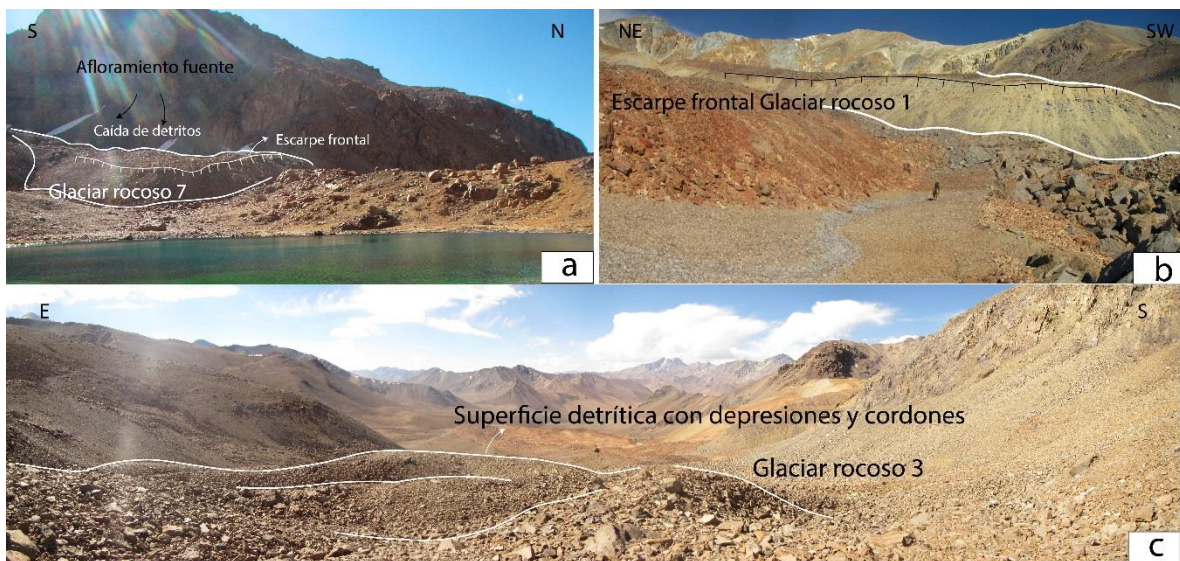 S
N
Afloramiento fuente
Caída de detritos
Escarpe frontal
Glaciar rocoso 7
a
NE
SW
Escarpe frontal Glaciar rocoso 1
b
E
S
Superficie detrítica con depresiones y cordones
Glaciar rocoso 3
c